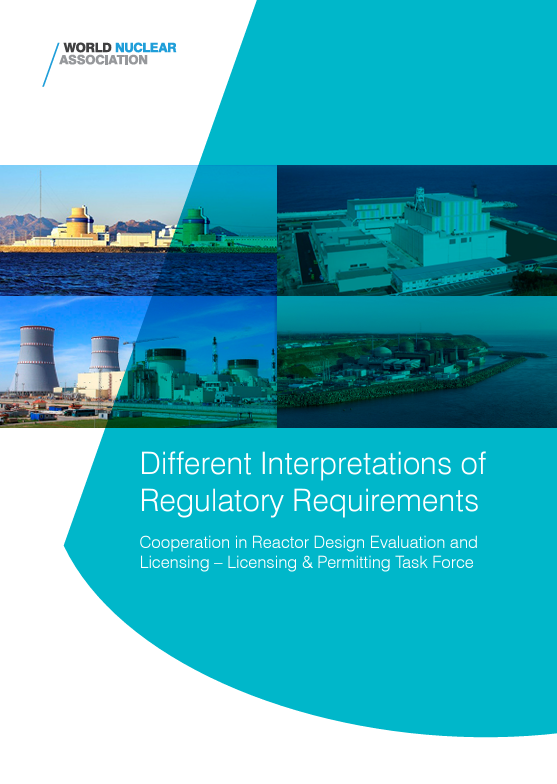 WORLD NUCLEAR
ASSOCIATION
Different Interpretations of
Regulatory Requirements
Cooperation in Reactor Design Evaluation and
Licensing – Licensing & Permitting Task Force